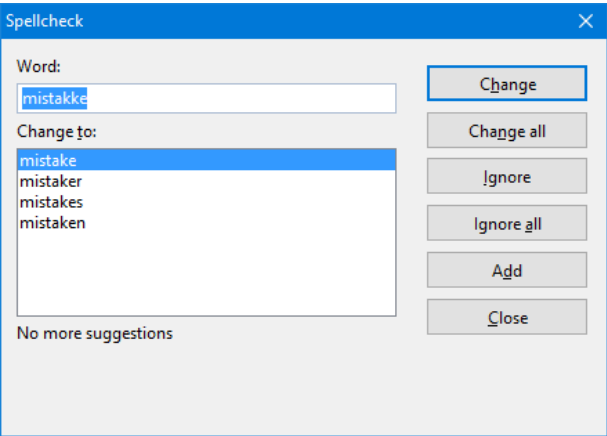 Spellcheck
Word:
mistakke
Change to:
mistake
mistaker
mistakes
mistaken
No more suggestions
Change
Change all
Ignore
Ignore all
Add
Close